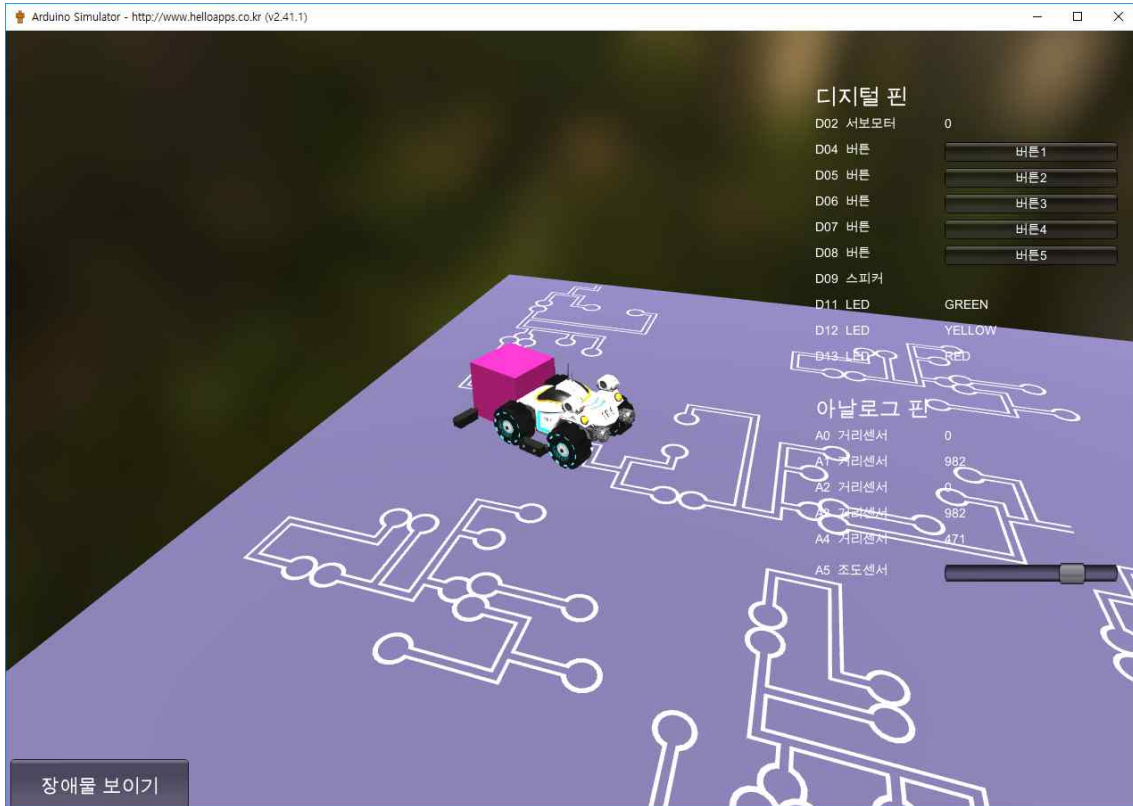 Arduino Simulator - http://www.helloapps.co.kr (v2.41.1)
디지털 핀
D02 서보모터 0
D04 버튼 버튼1
D05 버튼 버튼2
D06 버튼 버튼3
D07 버튼 버튼4
D08 버튼 버튼5
D09 스피커
D11 LED GREEN
D12 LED YELLOW
D13 LED RED
아날로그 핀
A0 거리센서 0
A1 거리센서 982
A2 거리센서 0
A3 거리센서 982
A4 거리센서 471
A5 조도센서
장애물 보이기